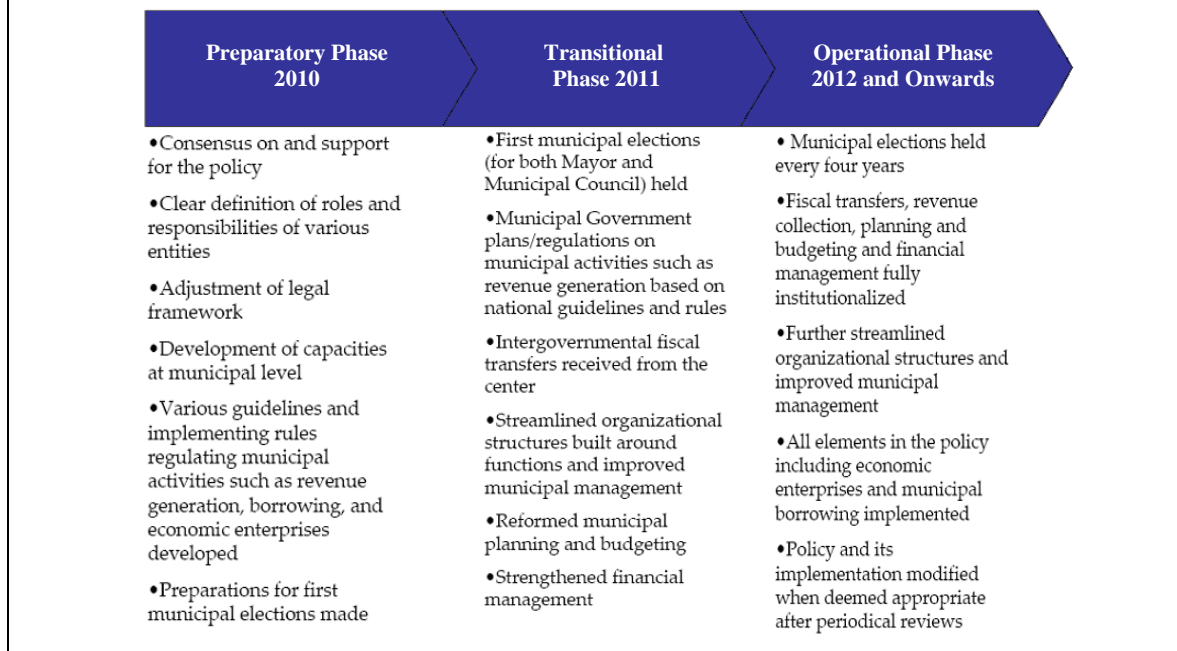 Preparatory Phase
2010
•Consensus on and support
for the policy
•Clear definition of roles and
responsibilities of various
entities
•Adjustment of legal
framework
•Development of capacities
at municipal level
•Various guidelines and
implementing rules
regulating municipal
activities such as revenue
generation, borrowing, and
economic enterprises
developed
•Preparations for first
municipal elections made
Transitional
Phase 2011
•First municipal elections
(for both Mayor and
Municipal Council) held
•Municipal Government
plans/regulations on
municipal activities such as
revenue generation based on
national guidelines and rules
•Intergovernmental fiscal
transfers received from the
center
•Streamlined organizational
structures built around
functions and improved
municipal management
•Reformed municipal
planning and budgeting
•Strengthened financial
management
Operational Phase
2012 and Onwards
• Municipal elections held
every four years
•Fiscal transfers, revenue
collection, planning and
budgeting and financial
management fully
institutionalized
•Further streamlined
organizational structures and
improved municipal
management
•All elements in the policy
including economic
enterprises and municipal
borrowing implemented
•Policy and its
implementation modified
when deemed appropriate
after periodical reviews